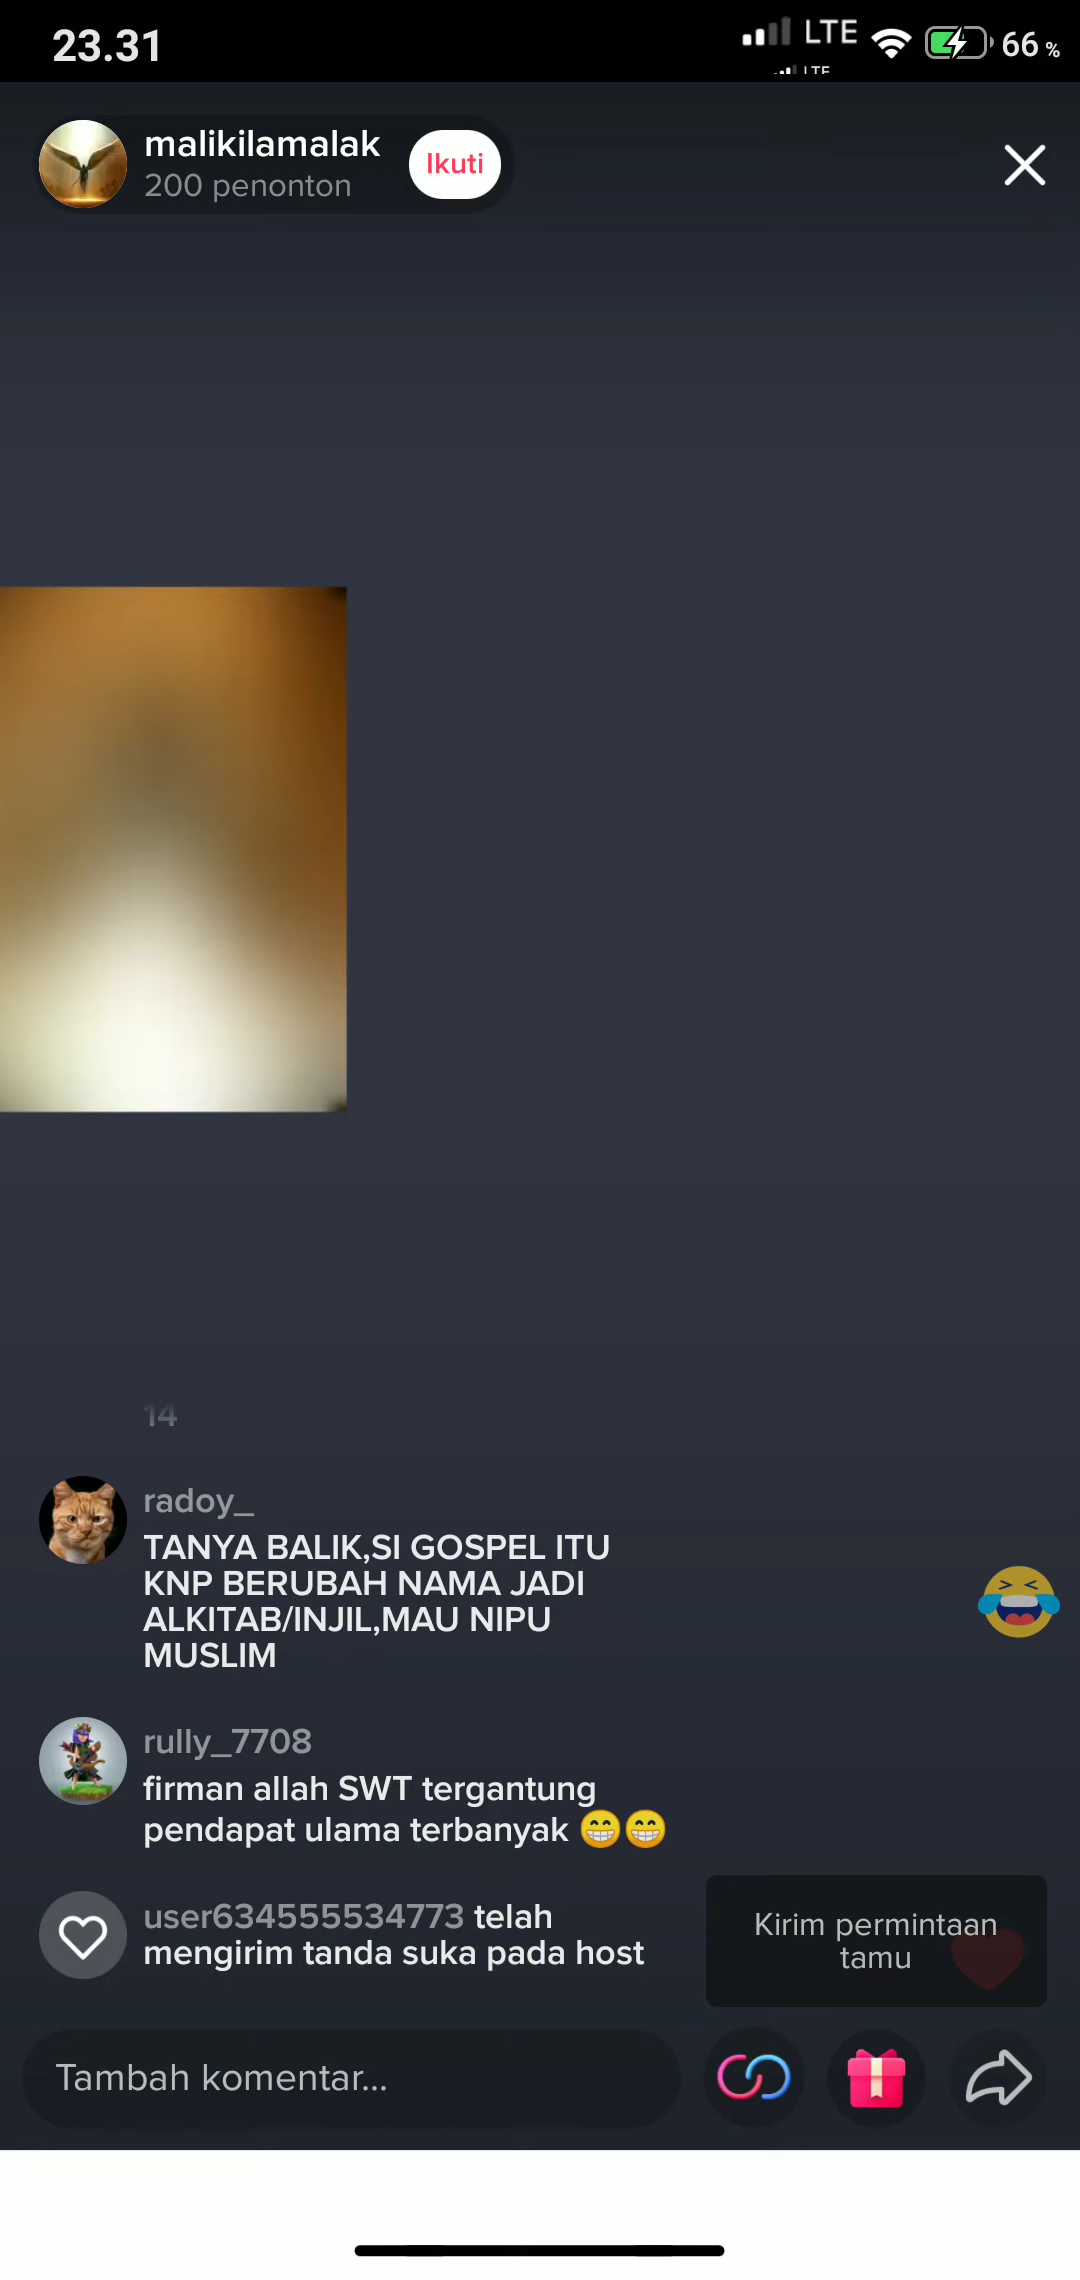 23.31
LTE
66 %
LTE
malikilamalak
200 penonton
Ikuti
14
radoy_
TANYA BALIK,SI GOSPEL ITU
KNP BERUBAH NAMA JADI
ALKITAB/INJIL,MAU NIPU
MUSLIM
rully_7708
firman allah SWT tergantung
pendapat ulama terbanyak 😁😁
user634555534773 telah
mengirim tanda suka pada host
Kirim permintaan
tamu
Tambah komentar...